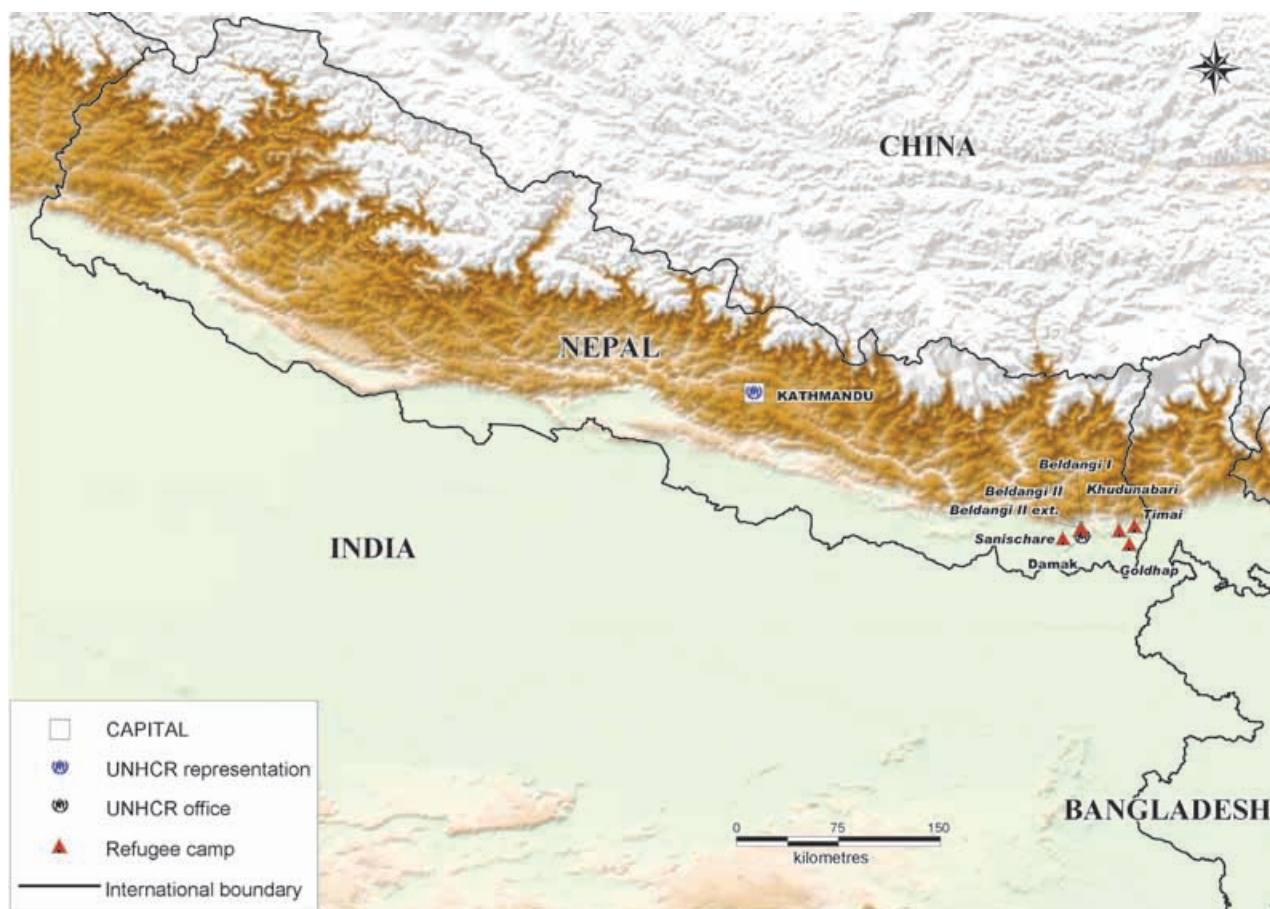 CHINA
NEPAL
KATHMANDU
Beldangi I
Beldangi II
Khudunabari
Beldangi II ext.
Timai
Sanischare
INDIA
Damak
Goldhap
CAPITAL
UNHCR representation
UNHCR office
Refugee camp
International boundary
BANGLADESH
0 75 150
kilometres